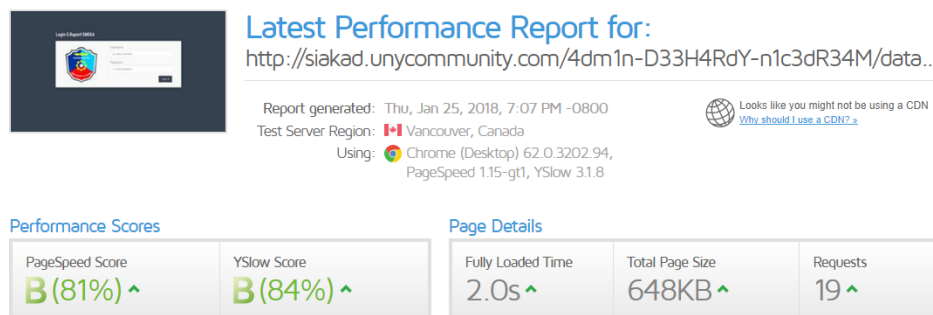 Login E-Raport SMEKA
Latest Performance Report for:
http://siakad.unycommunity.com/4dm1n-D33H4RdY-n1c3dR34M/data..
Report generated: Thu, Jan 25, 2018, 7:07 PM -0800
Test Server Region: Vancouver, Canada
Using: Chrome (Desktop) 62.0.3202.94,
PageSpeed 1.15-gt1, YSlow 3.1.8
Looks like you might not be using a CDN
Why should I use a CDN? »
Performance Scores
PageSpeed Score
B (81%)
YSlow Score
B (84%)
Page Details
Fully Loaded Time
2.0s
Total Page Size
648KB
Requests
19